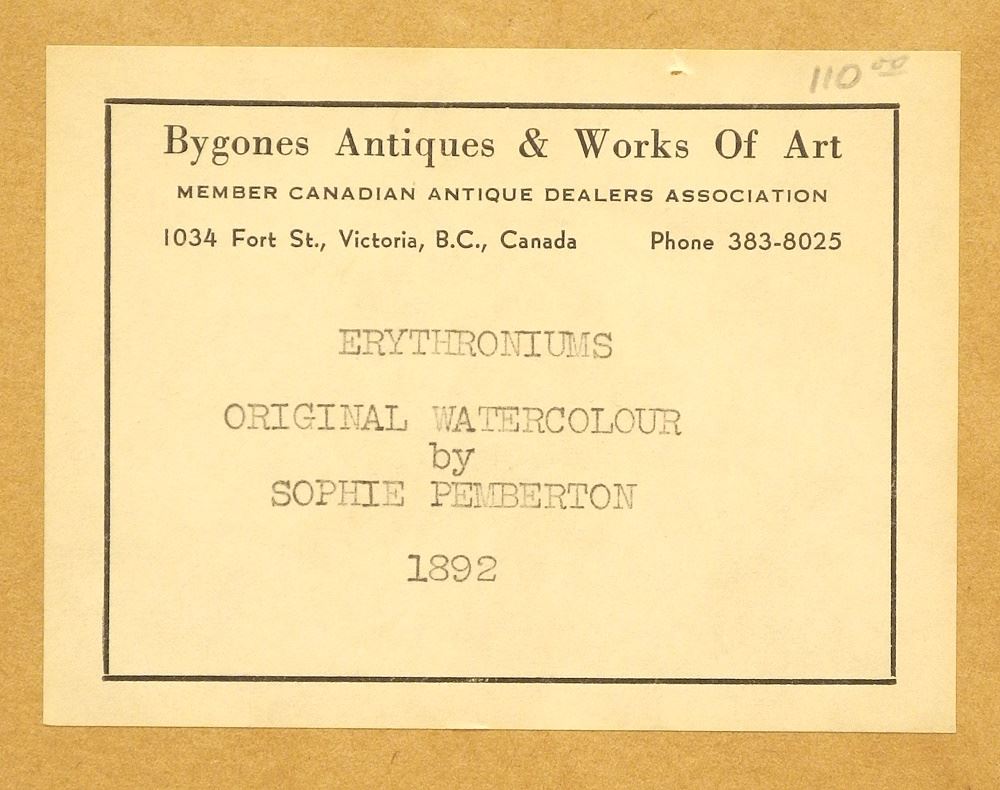 110 00
Bygones Antiques & Works Of Art
MEMBER CANADIAN ANTIQUE DEALERS ASSOCIATION
1034 Fort St., Victoria, B.C., Canada Phone 383-8025
ERYTHRONIUMS
ORIGINAL WATERCOLOUR
by
SOPHIE PEMBERTON
1892